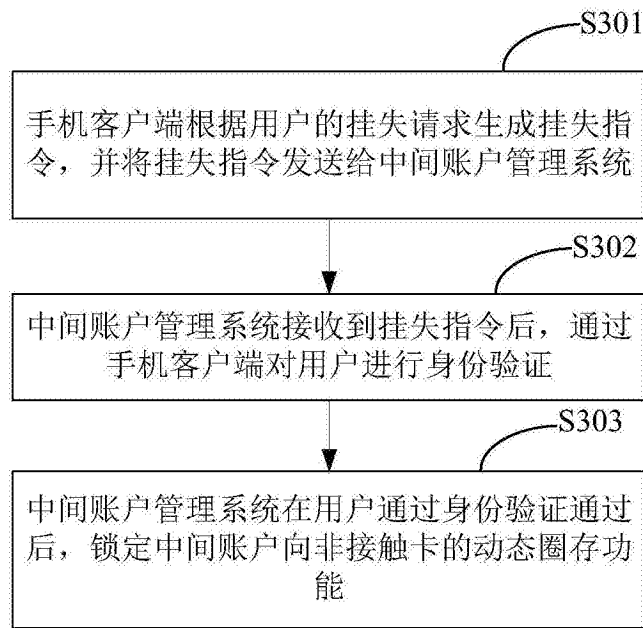 S301
手机客户端根据用户的挂失请求生成挂失指
令，并将挂失指令发送给中间账户管理系统
S302
中间账户管理系统接收到挂失指令后，通过
手机客户端对用户进行身份验证
S303
中间账户管理系统在用户通过身份验证通过
后，锁定中间账户向非接触卡的动态圈存功
能